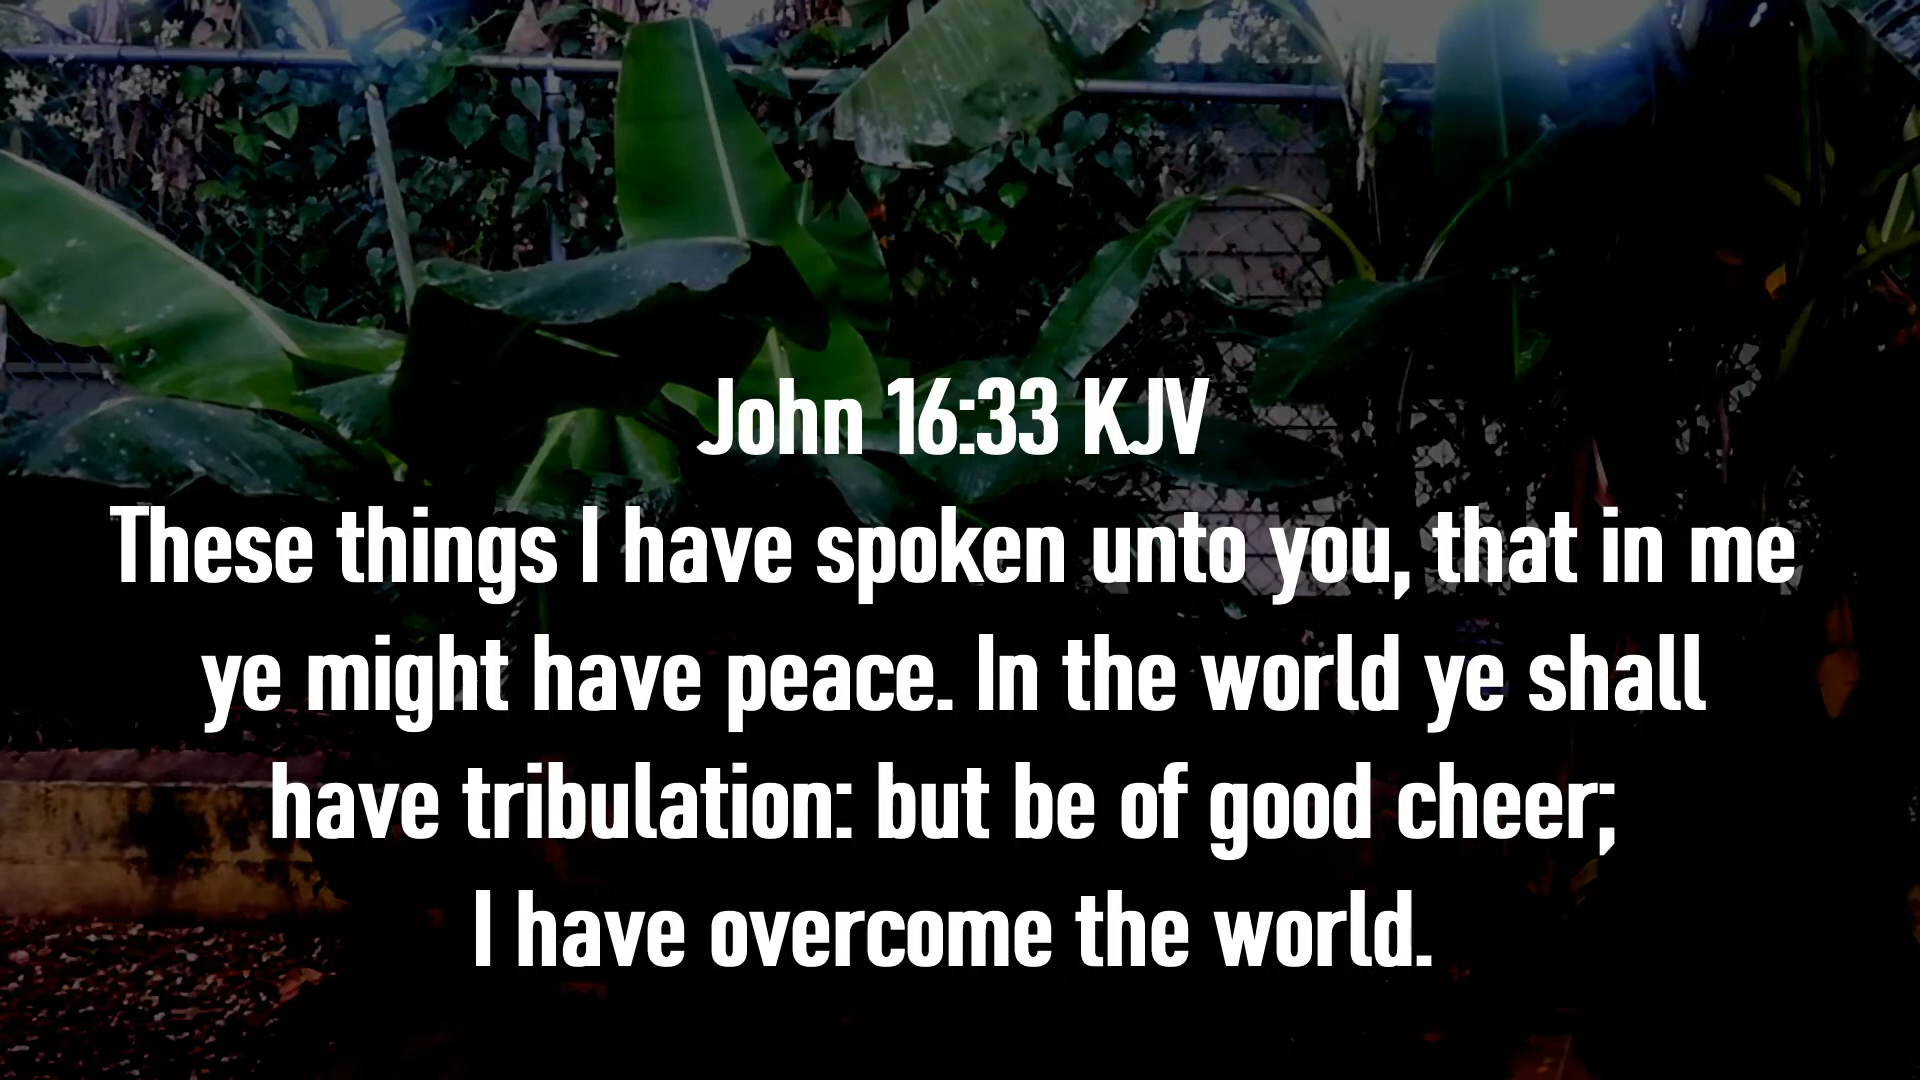 John 16:33 KJV
These things I have spoken unto you, that in me
ye might have peace. In the world ye shall
have tribulation: but be of good cheer;
I have overcome the world.